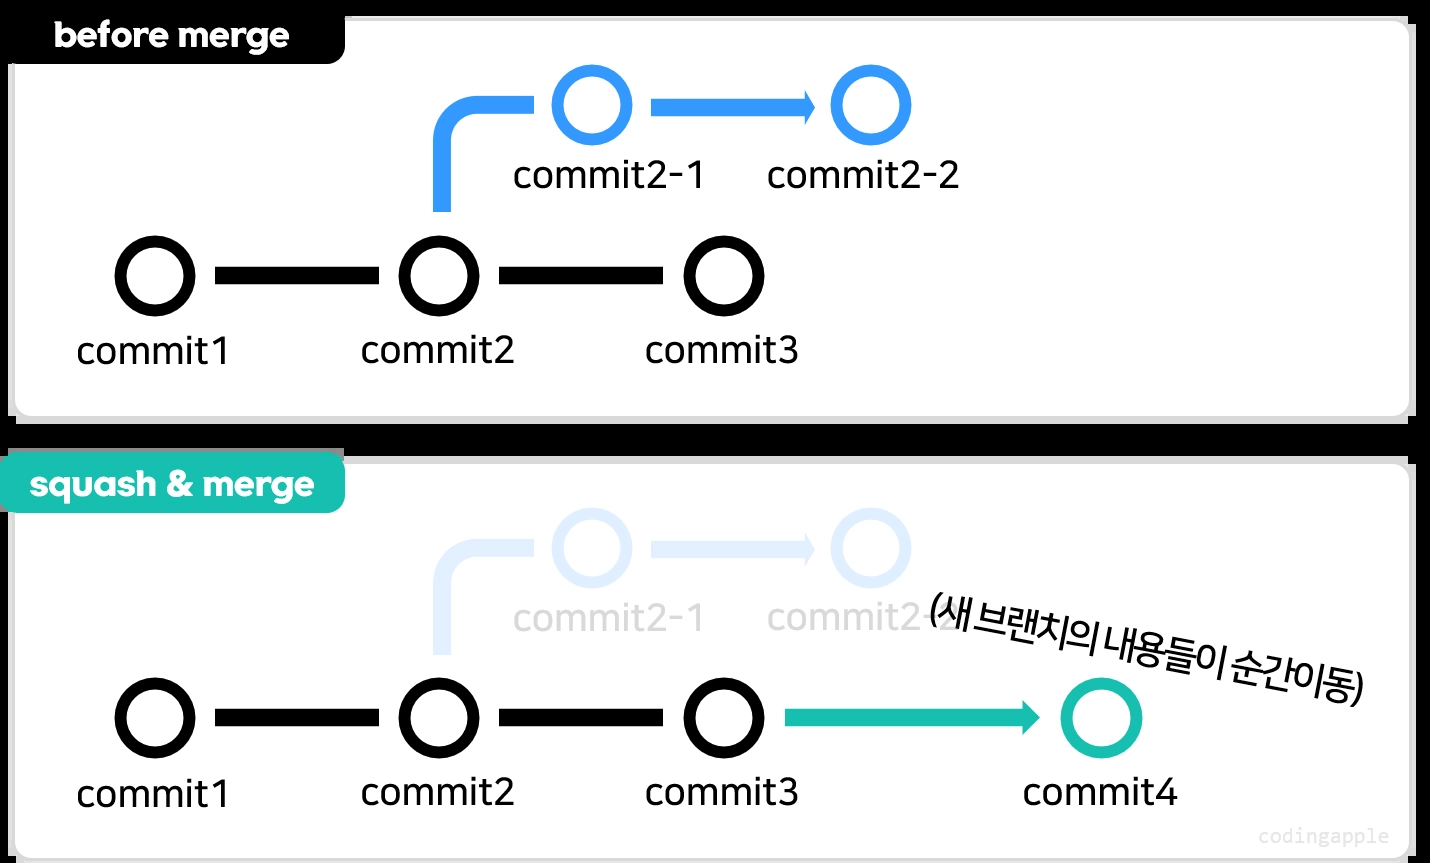 before merge
commit2-1
commit2-2
commit1
commit2
commit3
squash & merge
commit2-1
commit2-2
(새 브랜치의 내용들이 순간이동)
commit1
commit2
commit3
commit4
codingapple